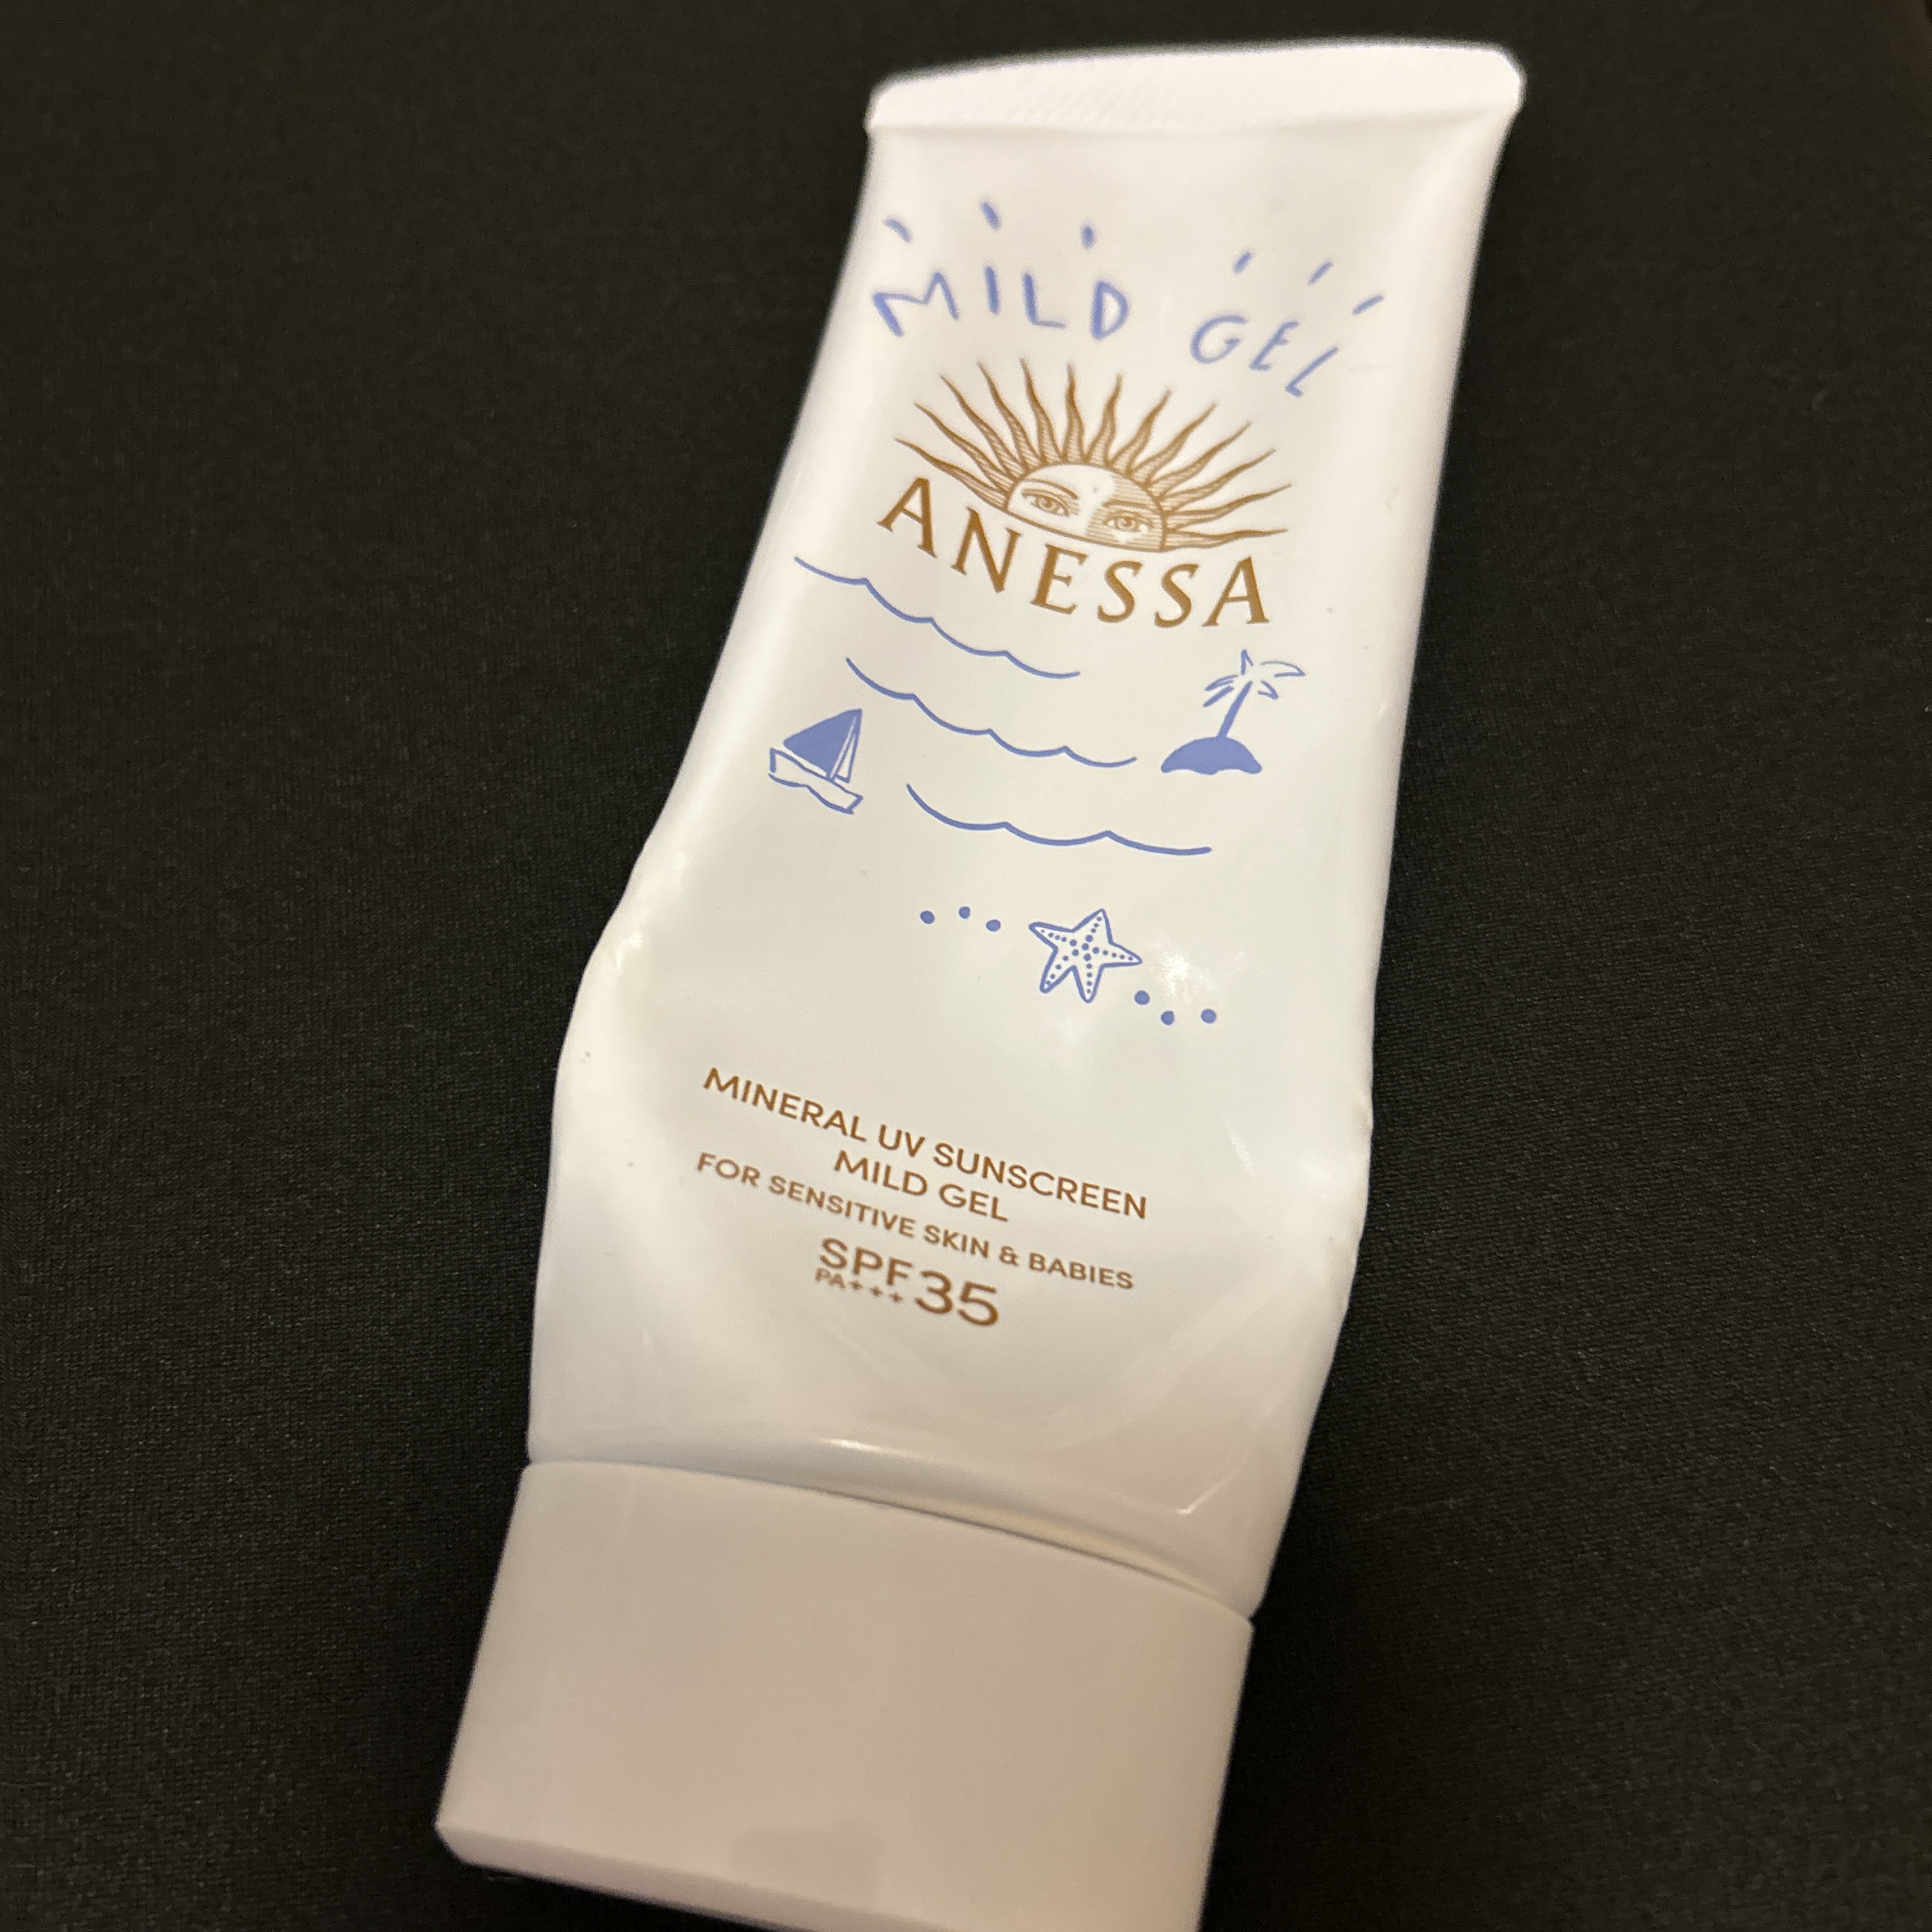 MILD GEL
ANESSA
MINERAL UV SUNSCREEN
MILD GEL
FOR SENSITIVE SKIN & BABIES
SPF 35
PA+++